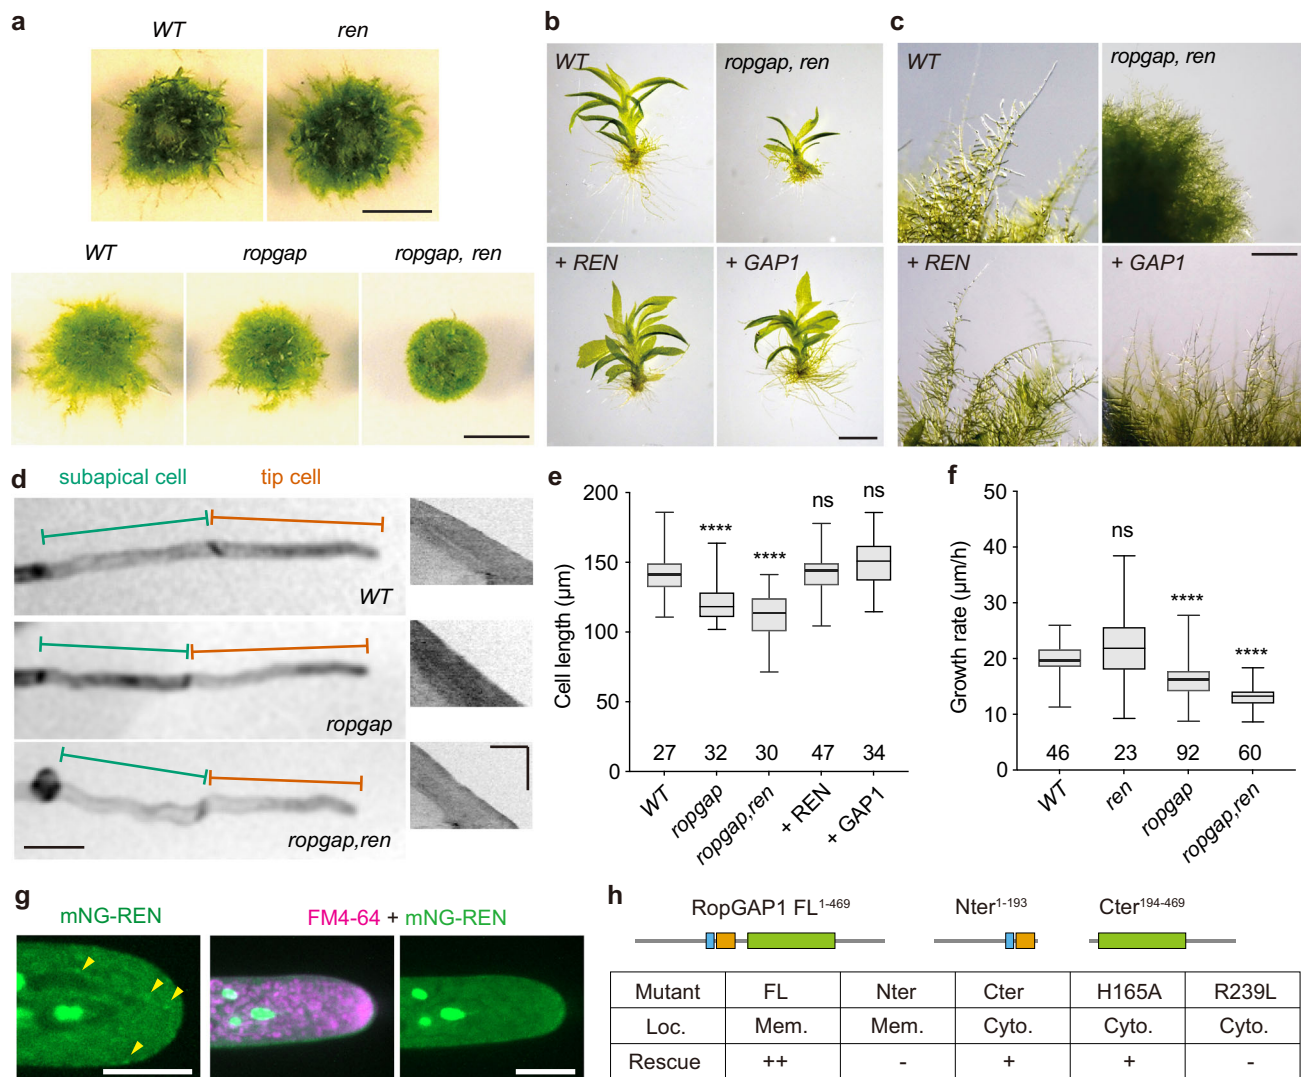 a
WT
ren
WT
ropgap
ropgap, ren
b
WT
ropgap, ren
+ REN
+ GAP1
c
WT
ropgap, ren
+ REN
+ GAP1
d
subapical cell
tip cell
WT
ropgap
ropgap,ren
e
Cell length (µm)
200
150
100
50
0
****
****
ns
ns
27
32
30
47
34
WT
ropgap
ropgap,ren
+ REN
+ GAP1
f
Growth rate (µm/h)
50
40
30
20
10
0
ns
****
****
46
23
92
60
WT
ren
ropgap
ropgap,ren
g
mNG-REN
FM4-64 + mNG-REN
h
RopGAP1 FL1-469
Nter1-193
Cter194-469
Mutant FL Nter Cter H165A R239L
Loc. Mem. Mem. Cyto. Cyto. Cyto.
Rescue ++ - + + -